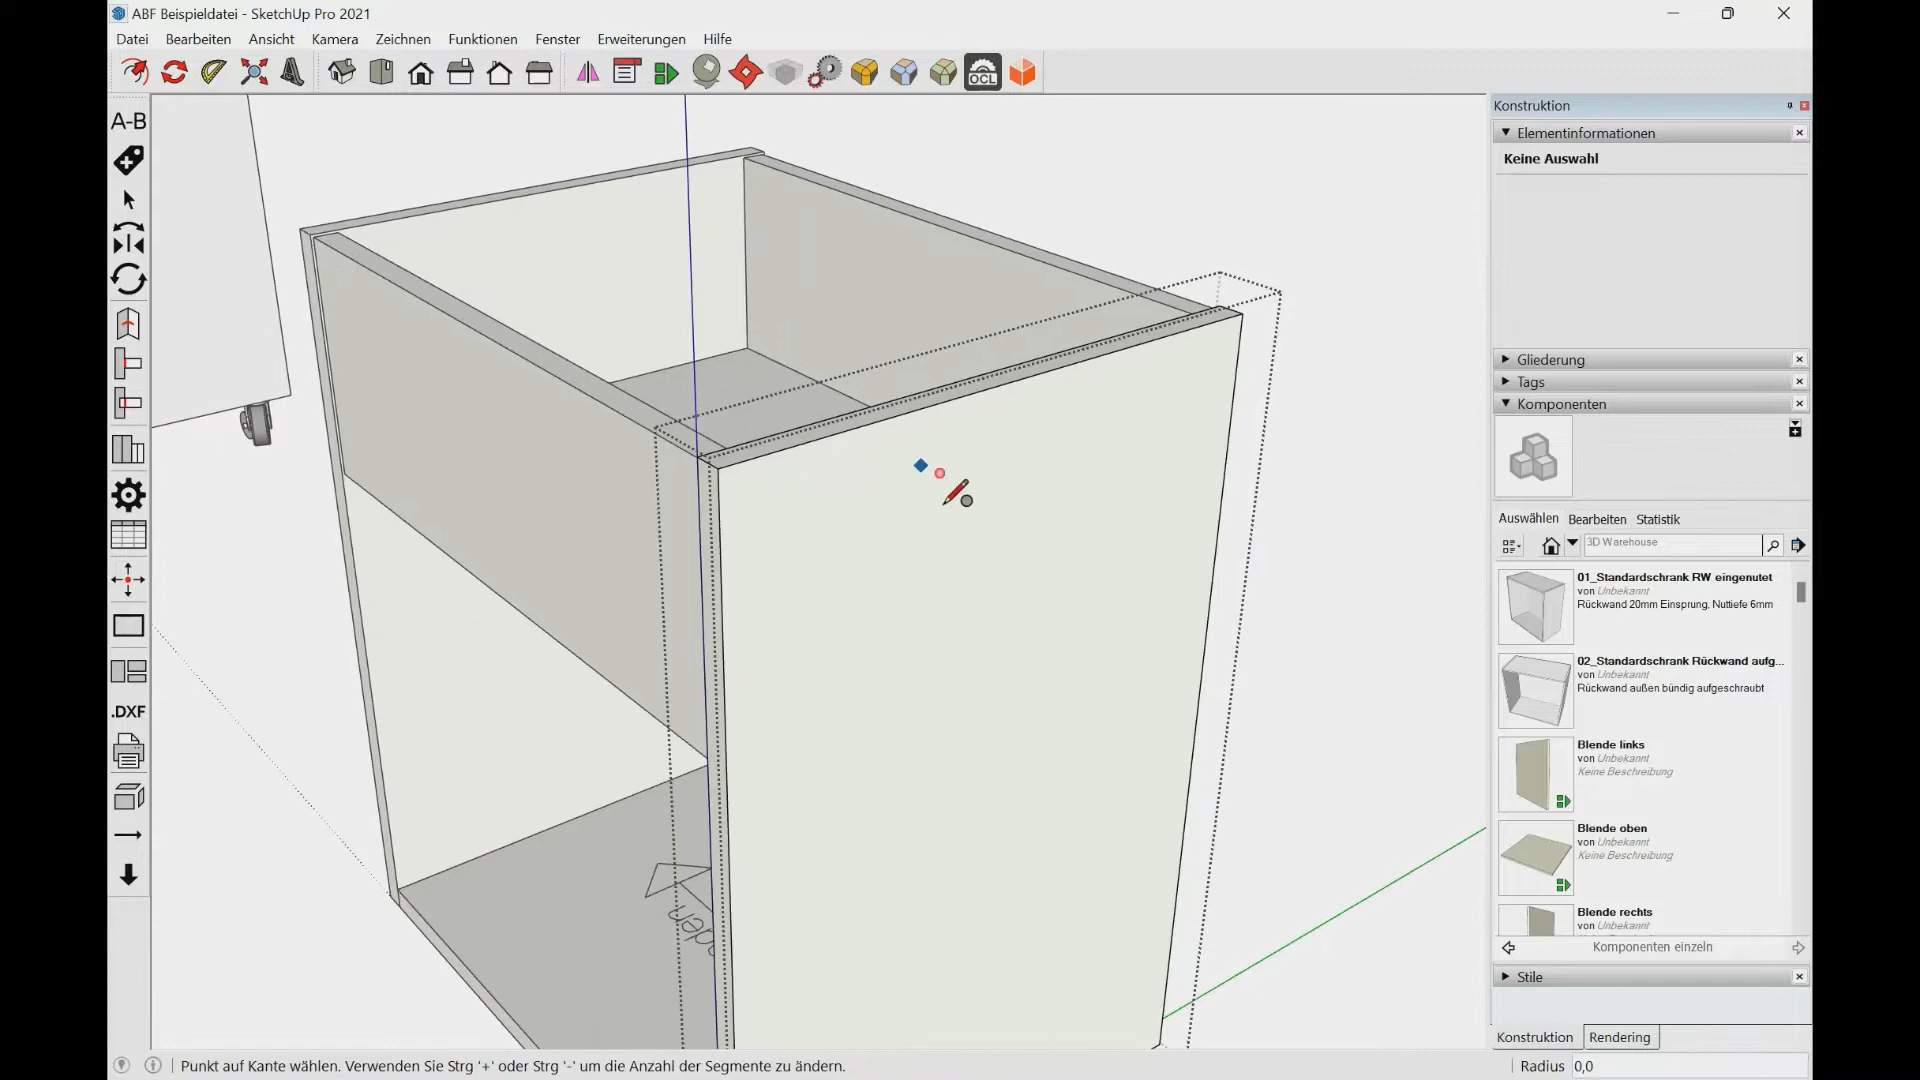 ABF Beispieldatei - SketchUp Pro 2021
Datei Bearbeiten Ansicht Kamera Zeichnen Funktionen Fenster Erweiterungen Hilfe
OCL
A-B
.DXF
oben
Konstruktion
Elementinformationen
Keine Auswahl
Gliederung
Tags
Komponenten
Auswählen Bearbeiten Statistik
3D Warehouse
01_Standardschrank RW eingenutet
von Unbekannt
Rückwand 20mm Einsprung, Nuttiefe 6mm
02_Standardschrank Rückwand aufg...
von Unbekannt
Rückwand außen bündig aufgeschraubt
Blende links
von Unbekannt
Keine Beschreibung
Blende oben
von Unbekannt
Keine Beschreibung
Blende rechts
von Unbekannt
Komponenten einzeln
Stile
Konstruktion Rendering
Punkt auf Kante wählen. Verwenden Sie Strg '+' oder Strg '-' um die Anzahl der Segmente zu ändern.
Radius 0,0